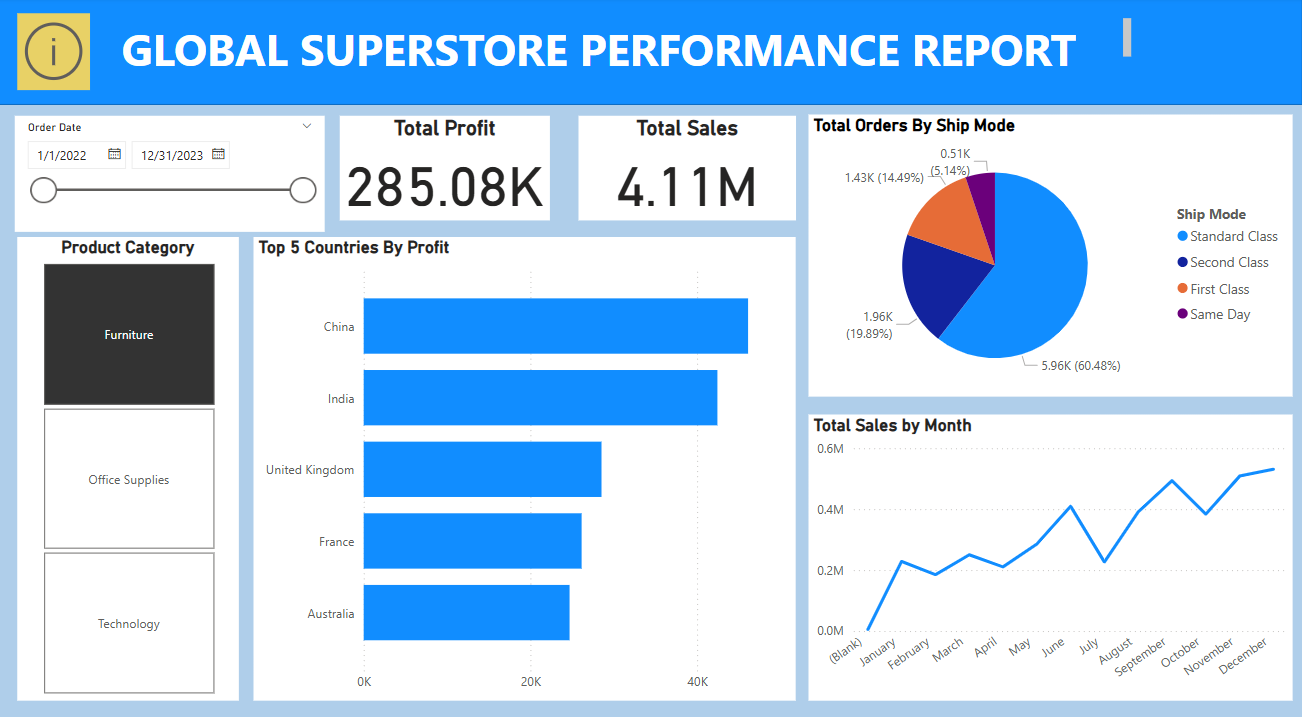 i
GLOBAL SUPERSTORE PERFORMANCE REPORT
Order Date
1/1/2022
12/31/2023
Total Profit
285.08K
Total Sales
4.11M
Product Category
Furniture
Office Supplies
Technology
Top 5 Countries By Profit
China
India
United Kingdom
France
Australia
0K 20K 40K
Total Orders By Ship Mode
0.51K
(5.14%)
1.43K (14.49%)
1.96K
(19.89%)
5.96K (60.48%)
Ship Mode
Standard Class
Second Class
First Class
Same Day
Total Sales by Month
0.6M
0.4M
0.2M
0.0M
(Blank) January February March April May June July August September October November December